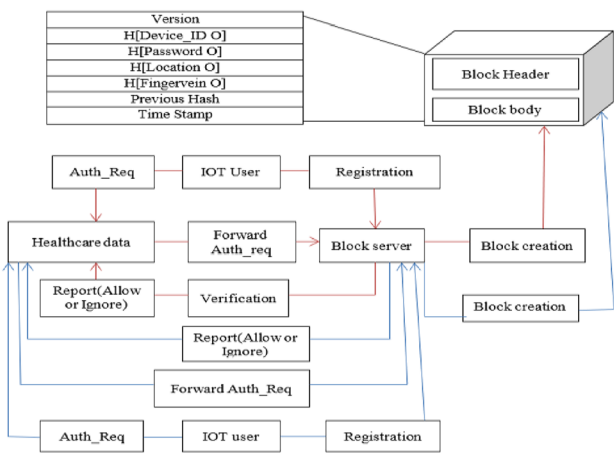 Version
H[Device_ID O]
H[Password O]
H[Location O]
H[Fingervein O]
Previous Hash
Time Stamp
Block Header
Block body
Auth_Req
IOT User
Registration
Healthcare data
Forward
Auth_req
Block server
Block creation
Report(Allow
or Ignore)
Verification
Block creation
Report(Allow or
Ignore)
Forward Auth_Req
Auth_Req
IOT user
Registration